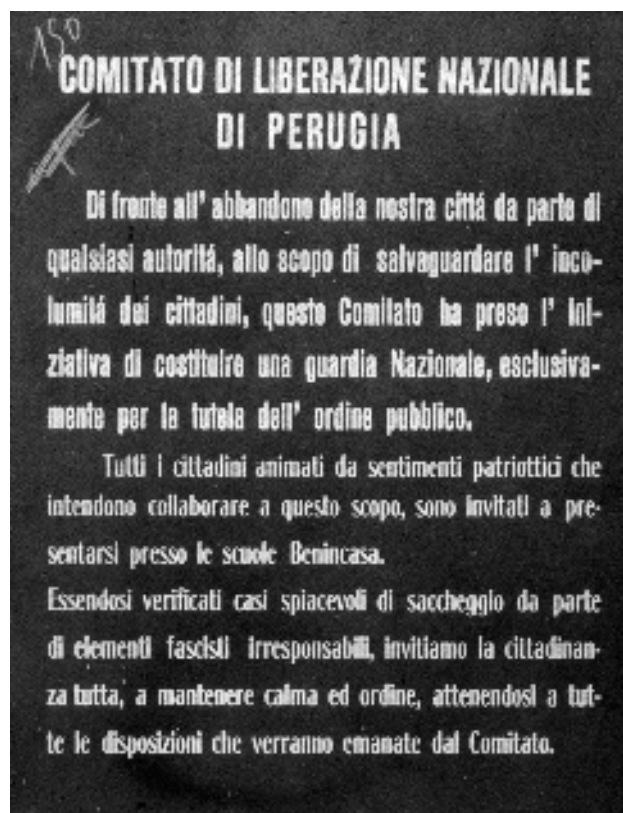 150
COMITATO DI LIBERAZIONE NAZIONALE
DI PERUGIA
Di fronte all' abbandono della nostra cittá da parte di
qualsiasi autoritá, allo scopo di salvaguardare l' inco-
lumitá dei cittadini, questo Comitato ha preso l' ini-
ziativa di costituire una guardia Nazionale, esclusiva-
mente per la tutela dell' ordine pubblico.
Tutti i cittadini animati da sentimenti patriottici che
intendono collaborare a questo scopo, sono invitati a pre-
sentarsi presso le scuole Benincasa.
Essendosi verificati casi spiacevoli di saccheggio da parte
di elementi fascisti irresponsabili, invitiamo la cittadinan-
za tutta, a mantenere calma ed ordine, attenendosi a tut-
te le disposizioni che verranno emanate dal Comitato.